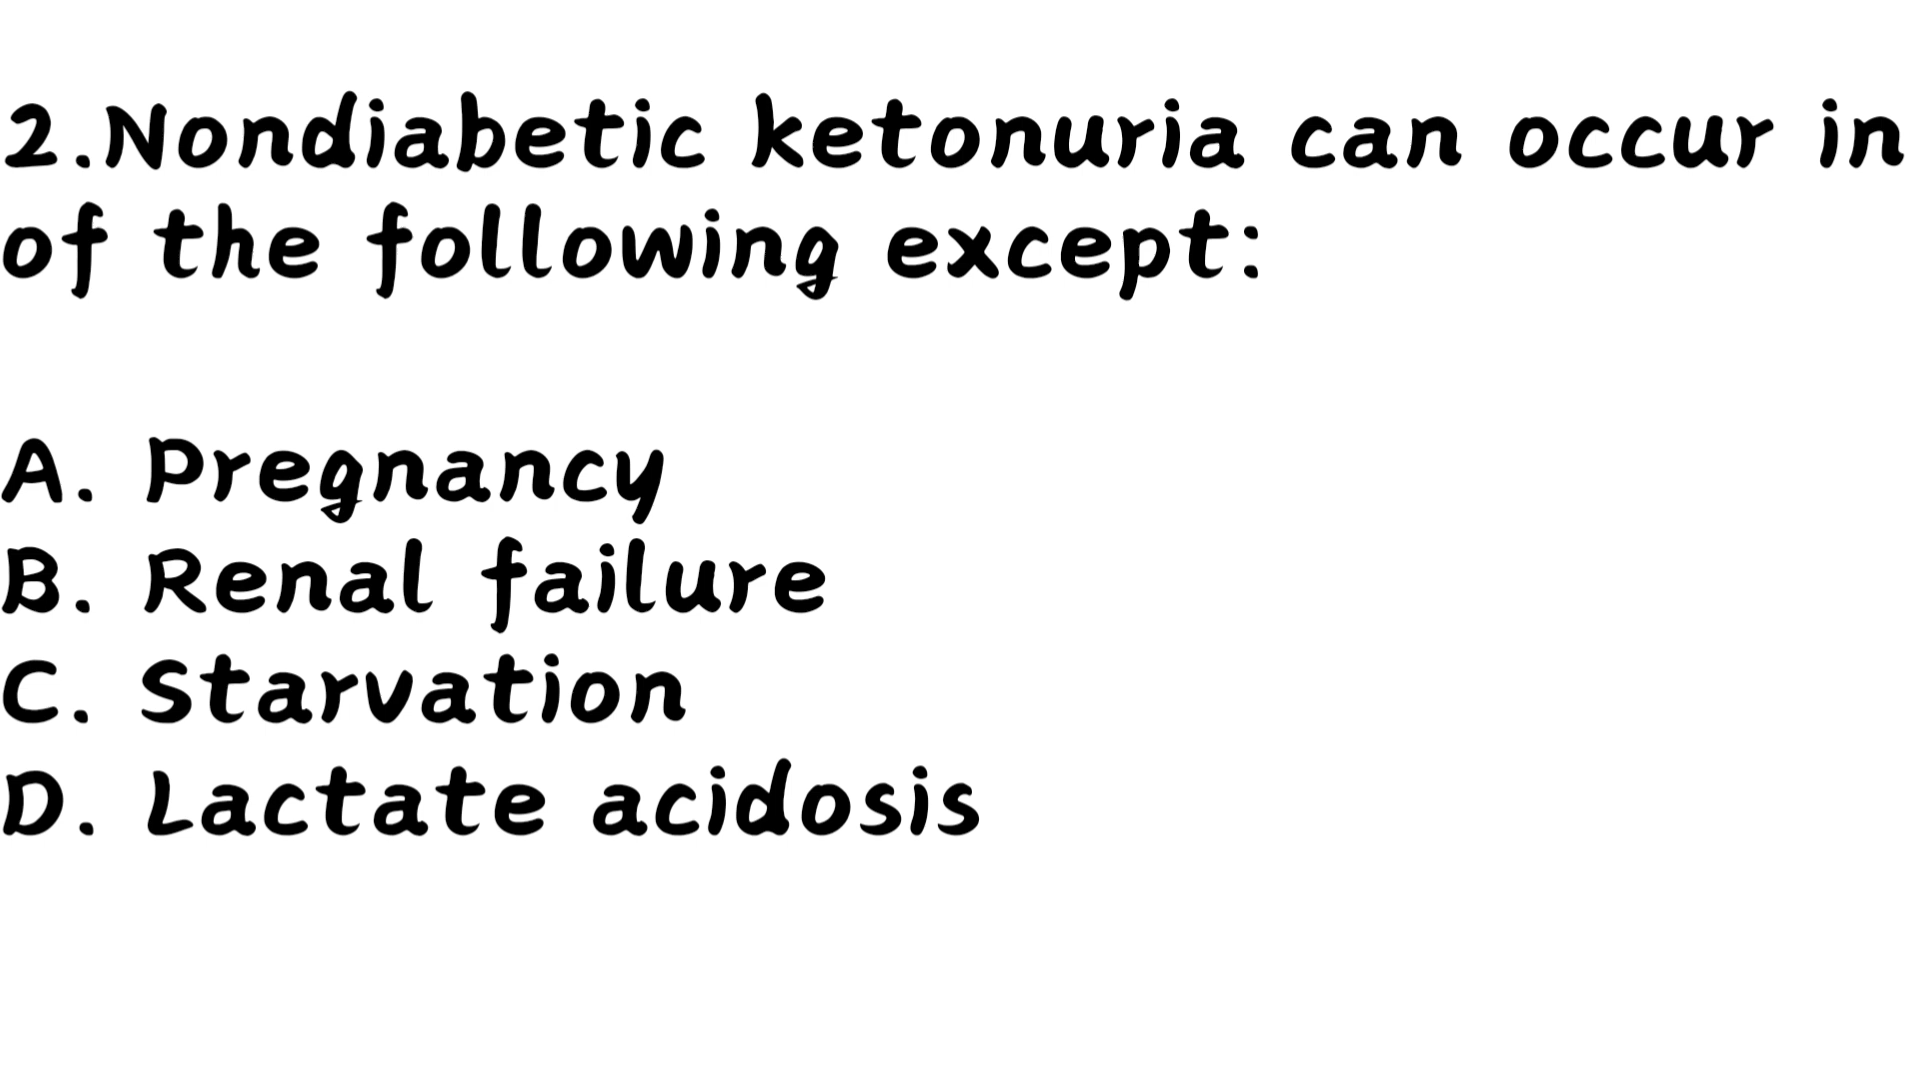 2.Nondiabetic ketonuria can occur in
of the following except:
A. Pregnancy
B. Renal failure
C. Starvation
D. Lactate acidosis